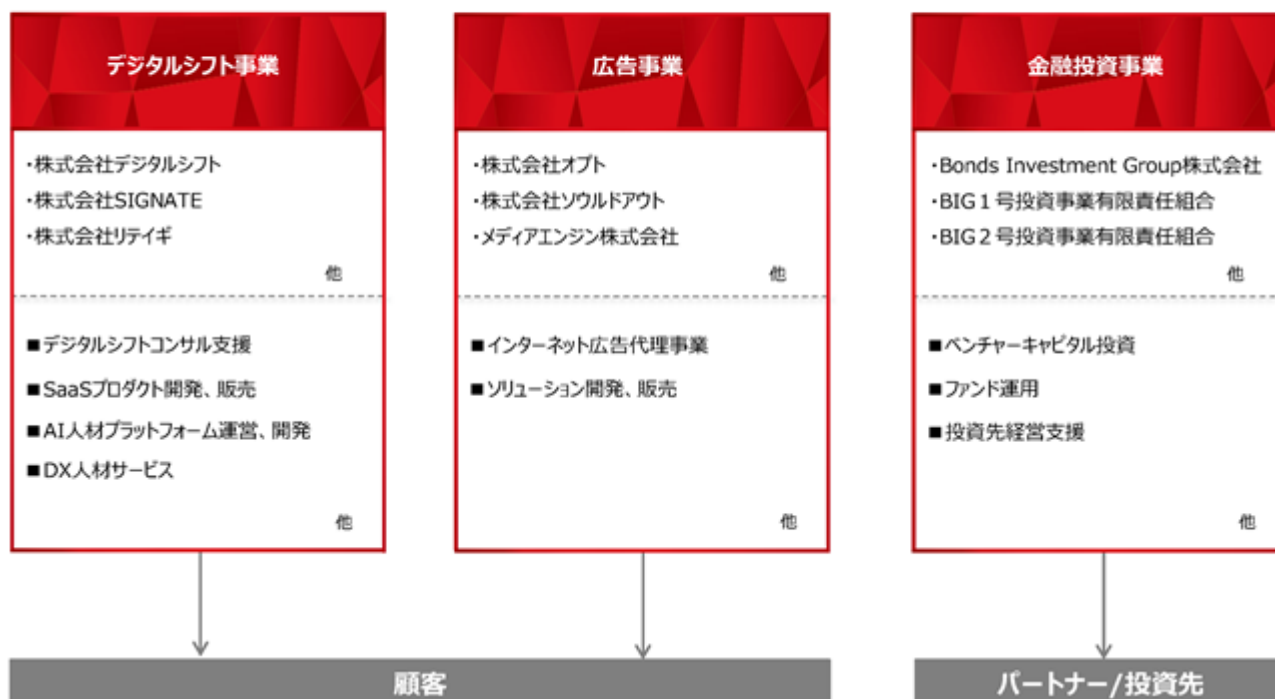 デジタルシフト事業
・株式会社デジタルシフト
・株式会社SIGNATE
・株式会社リテイギ
他
■デジタルシフトコンサル支援
■SaaSプロダクト開発、販売
■AI人材プラットフォーム運営、開発
■DX人材サービス
他
広告事業
・株式会社オプト
・株式会社ソウルドアウト
・メディアエンジン株式会社
他
■インターネット広告代理事業
■ソリューション開発、販売
他
顧客
金融投資事業
・Bonds Investment Group株式会社
・BIG１号投資事業有限責任組合
・BIG２号投資事業有限責任組合
他
■ベンチャーキャピタル投資
■ファンド運用
■投資先経営支援
他
パートナー/投資先